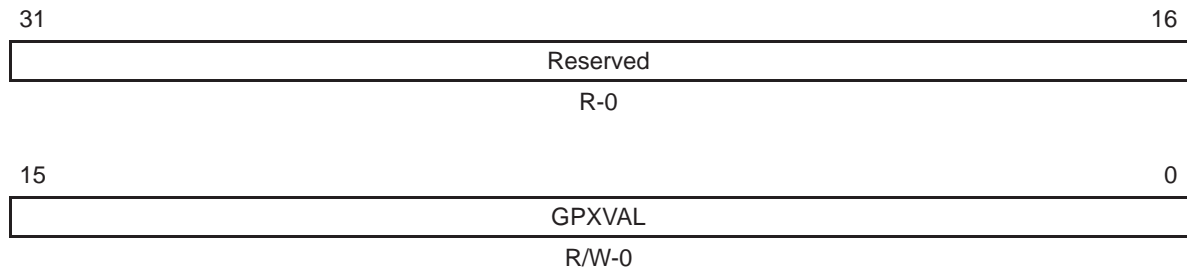 31 16
Reserved
R-0
15 0
GPXVAL
R/W-0